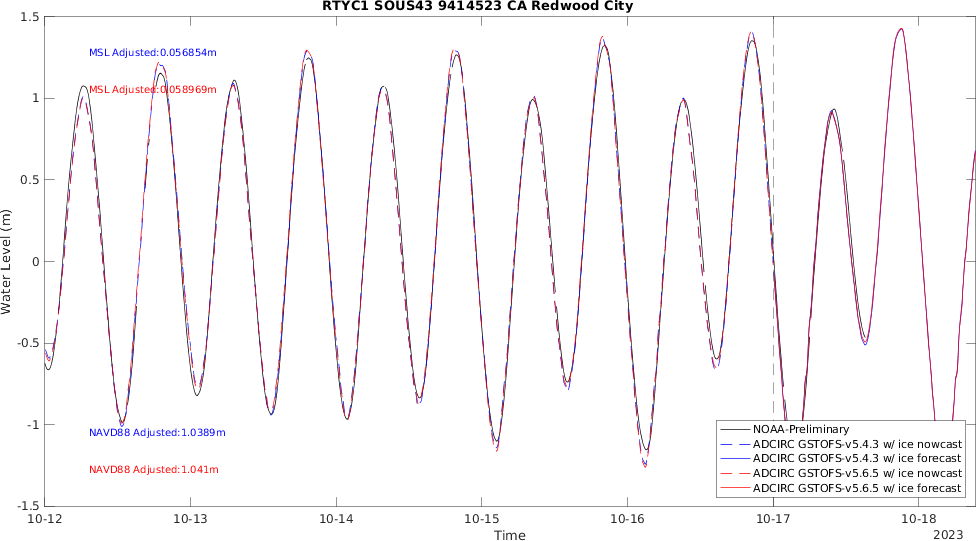 RTYC1 SOUS43 9414523 CA Redwood City
1.5
1
0.5
0
-0.5
-1
-1.5
Water Level (m)
MSL Adjusted:0.056854m
MSL Adjusted:0.058969m
NAVD88 Adjusted:1.0389m
NAVD88 Adjusted:1.041m
NOAA-Preliminary
ADCIRC GSTOFS-v5.4.3 w/ ice nowcast
ADCIRC GSTOFS-v5.4.3 w/ ice forecast
ADCIRC GSTOFS-v5.6.5 w/ ice nowcast
ADCIRC GSTOFS-v5.6.5 w/ ice forecast
10-12 10-13 10-14 10-15 10-16 10-17 10-18
Time
2023